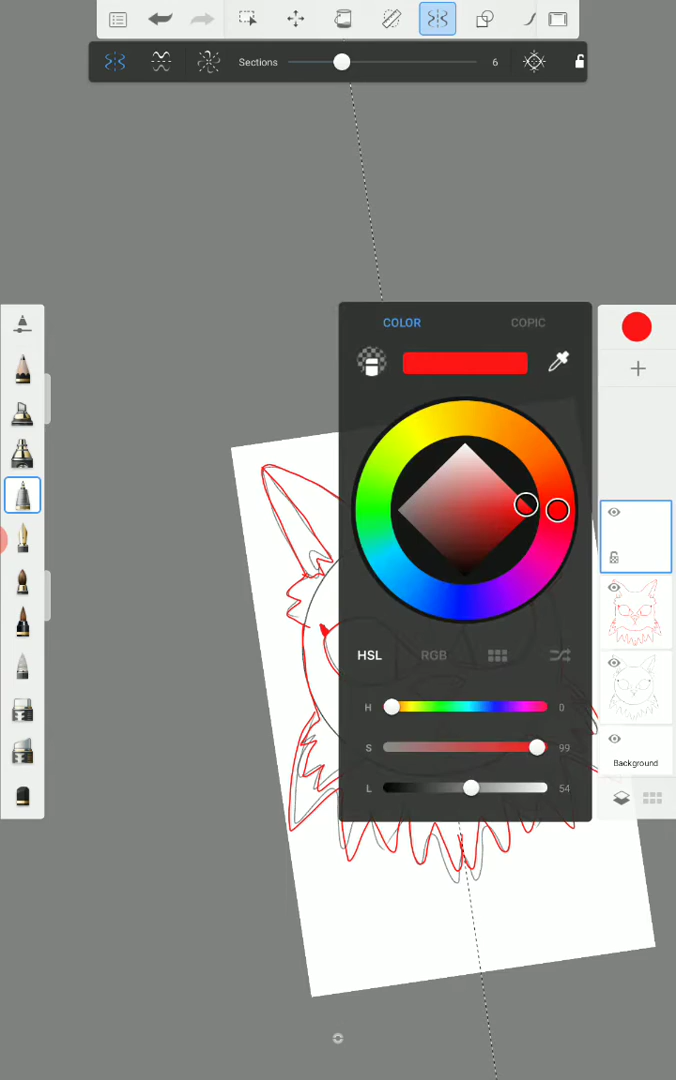 Sections 6
COLOR COPIC
HSL RGB
H 0
S 99
Background
L 54